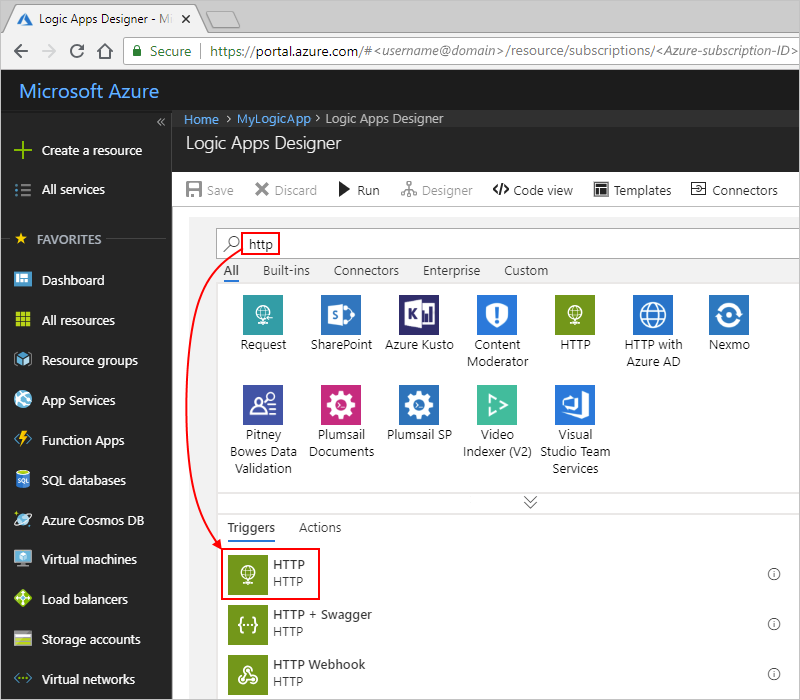 Logic Apps Designer - Mi
Secure
https://portal.azure.com/#<username@domain>/resource/subscriptions/<Azure-subscription-ID>
Microsoft Azure
«
Create a resource
All services
FAVORITES
Dashboard
All resources
Resource groups
App Services
Function Apps
SQL databases
Azure Cosmos DB
Virtual machines
Load balancers
Storage accounts
Virtual networks
Home > MyLogicApp > Logic Apps Designer
Logic Apps Designer
Save Discard Run Designer </> Code view Templates Connectors
http
All Built-ins Connectors Enterprise Custom
Request
SharePoint
Azure Kusto
Content
Moderator
HTTP
HTTP with
Azure AD
Nexmo
Pitney
Bowes Data
Validation
Plumsail
Documents
Plumsail SP
Video
Indexer (V2)
Visual
Studio Team
Services
Triggers Actions
HTTP
HTTP
HTTP + Swagger
HTTP
HTTP Webhook
HTTP